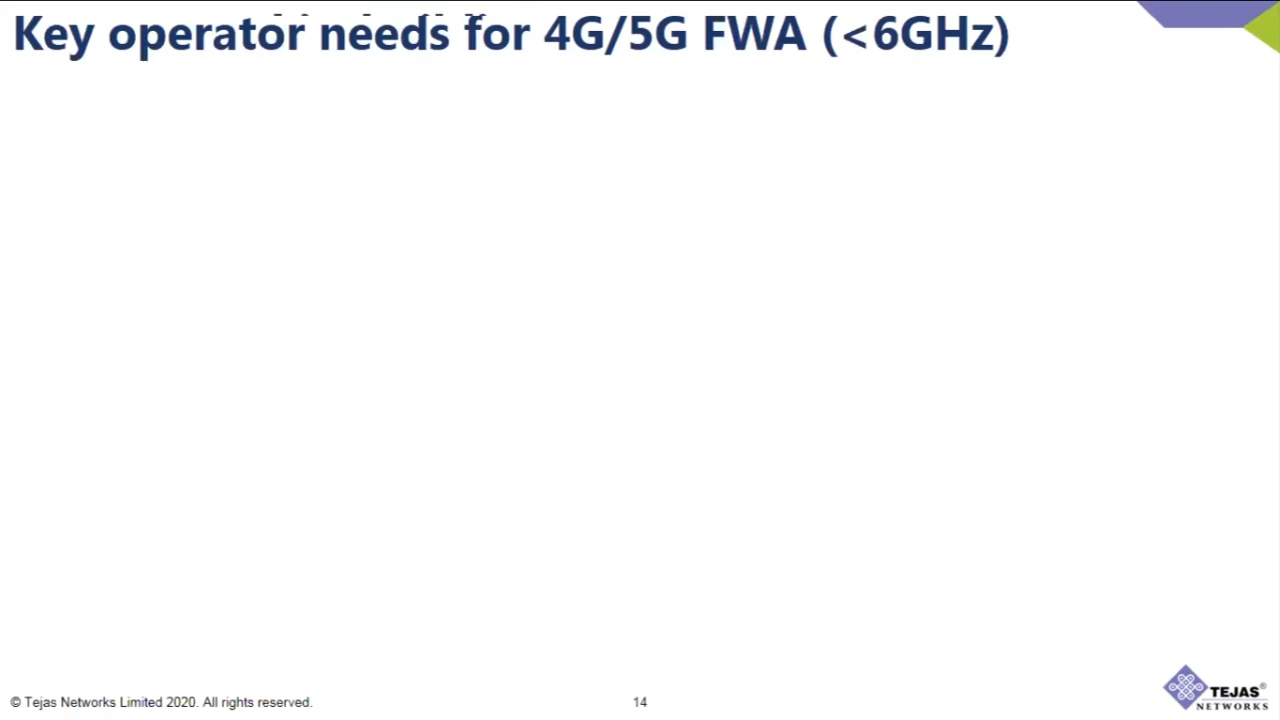 Key operator needs for 4G/5G FWA (<6GHz)
© Tejas Networks Limited 2020. All rights reserved.
14
TEJAS®
NETWORKS